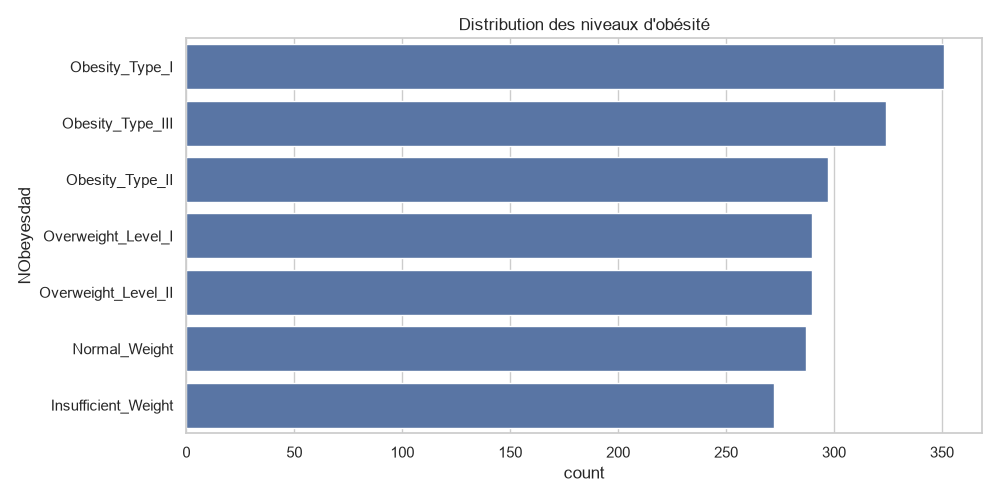 Distribution des niveaux d'obésité
NObeyesdad
Obesity_Type_I
Obesity_Type_III
Obesity_Type_II
Overweight_Level_I
Overweight_Level_II
Normal_Weight
Insufficient_Weight
0 50 100 150 200 250 300 350
count